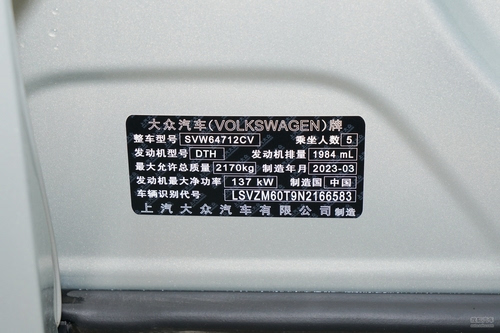 大众汽车(VOLKSWAGEN)牌
整车型号 SVW64712CV 乘坐人数 5
发动机型号 DTH 发动机排量 1984 mL
最大允许总质量 2170kg 制造年月 2023-03
发动机最大净功率 137 kW 制造国 中国
车辆识别代号 LSVZM60T9N2166583
上汽大众汽车有限公司 制造